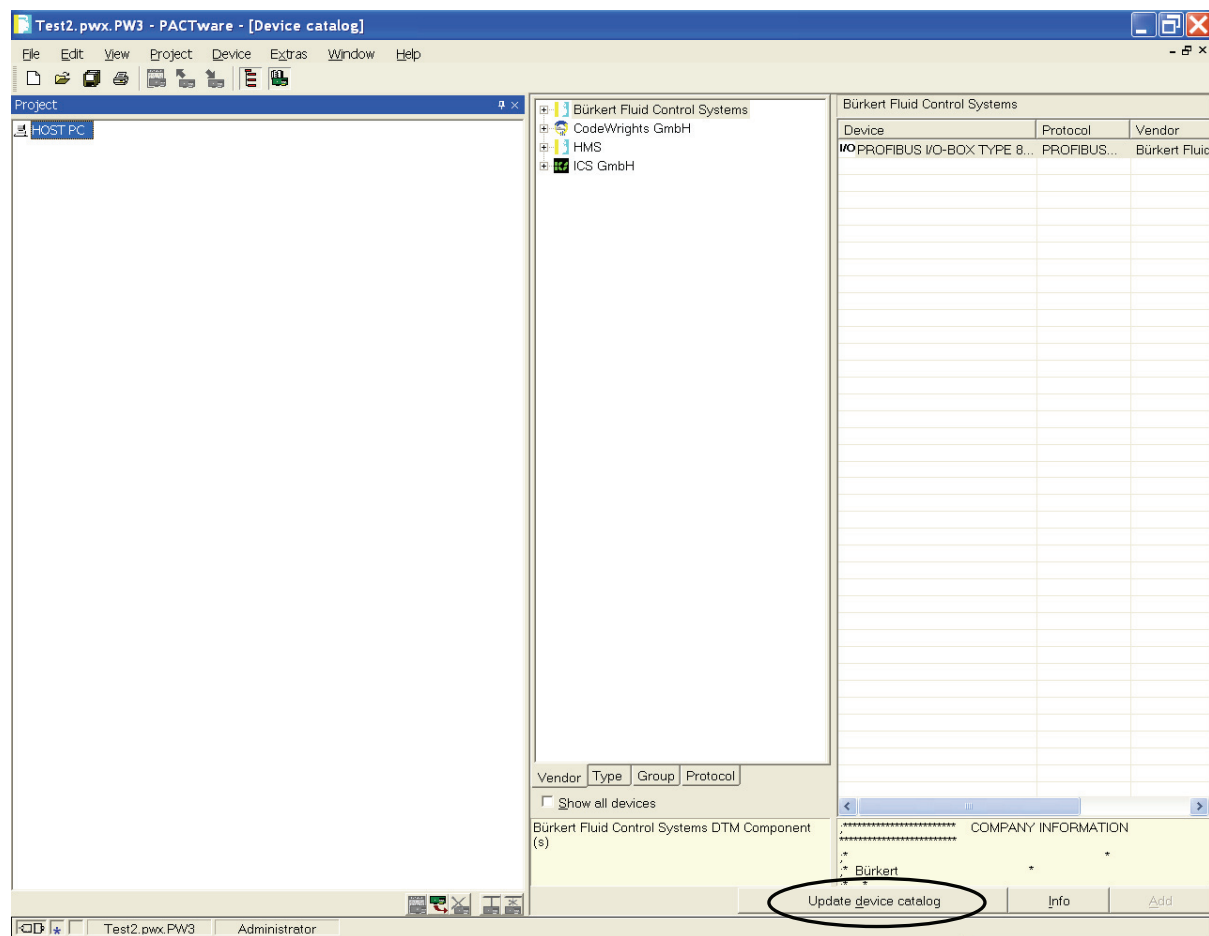 Test2.pwx.PW3 - PACTware - [Device catalog]
File Edit View Project Device Extras Window Help
Project
HOST PC
Bürkert Fluid Control Systems
CodeWrights GmbH
HMS
ICS GmbH
Vendor Type Group Protocol
Show all devices
Bürkert Fluid Control Systems DTM Component
(s)
Bürkert Fluid Control Systems
Device Protocol Vendor
I/O PROFIBUS I/O-BOX TYPE 8... PROFIBUS... Bürkert Fluid
;************************* COMPANY INFORMATION
**************************
;* *
;* Bürkert *
;* *
Update device catalog Info Add
Test2.pwx.PW3 Administrator